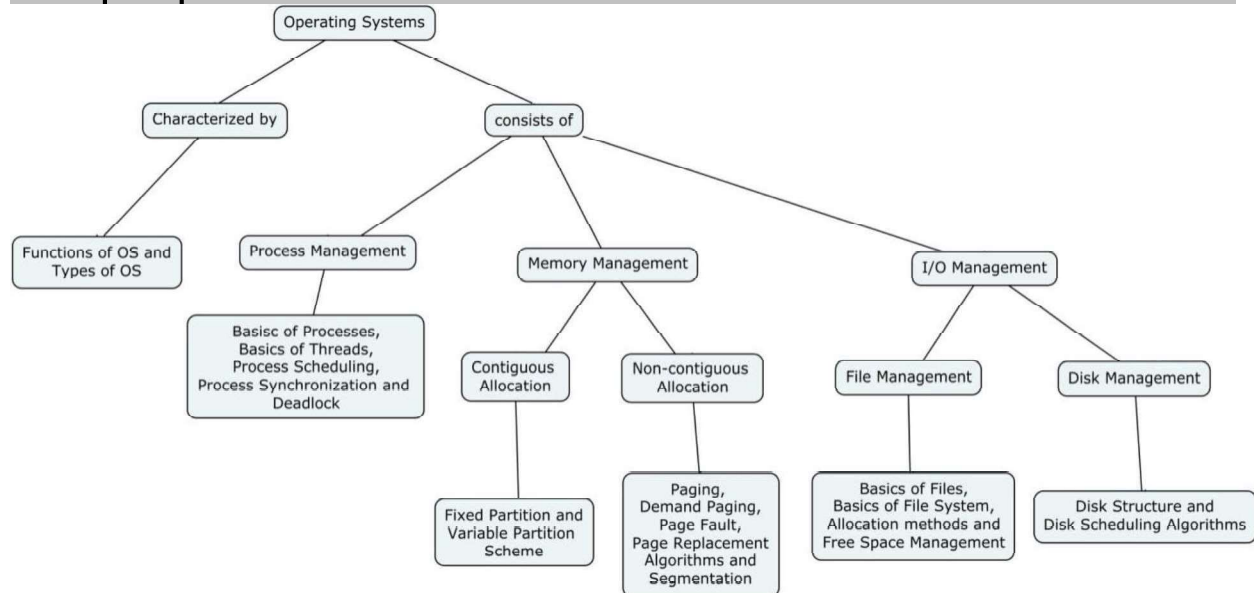 Operating Systems
Characterized by
consists of
Functions of OS and
Types of OS
Process Management
Memory Management
I/O Management
Basisc of Processes,
Basics of Threads,
Process Scheduling,
Process Synchronization and
Deadlock
Contiguous
Allocation
Non-contiguous
Allocation
File Management
Disk Management
Fixed Partition and
Variable Partition
Scheme
Paging,
Demand Paging,
Page Fault,
Page Replacement
Algorithms and
Segmentation
Basics of Files,
Basics of File System,
Allocation methods and
Free Space Management
Disk Structure and
Disk Scheduling Algorithms